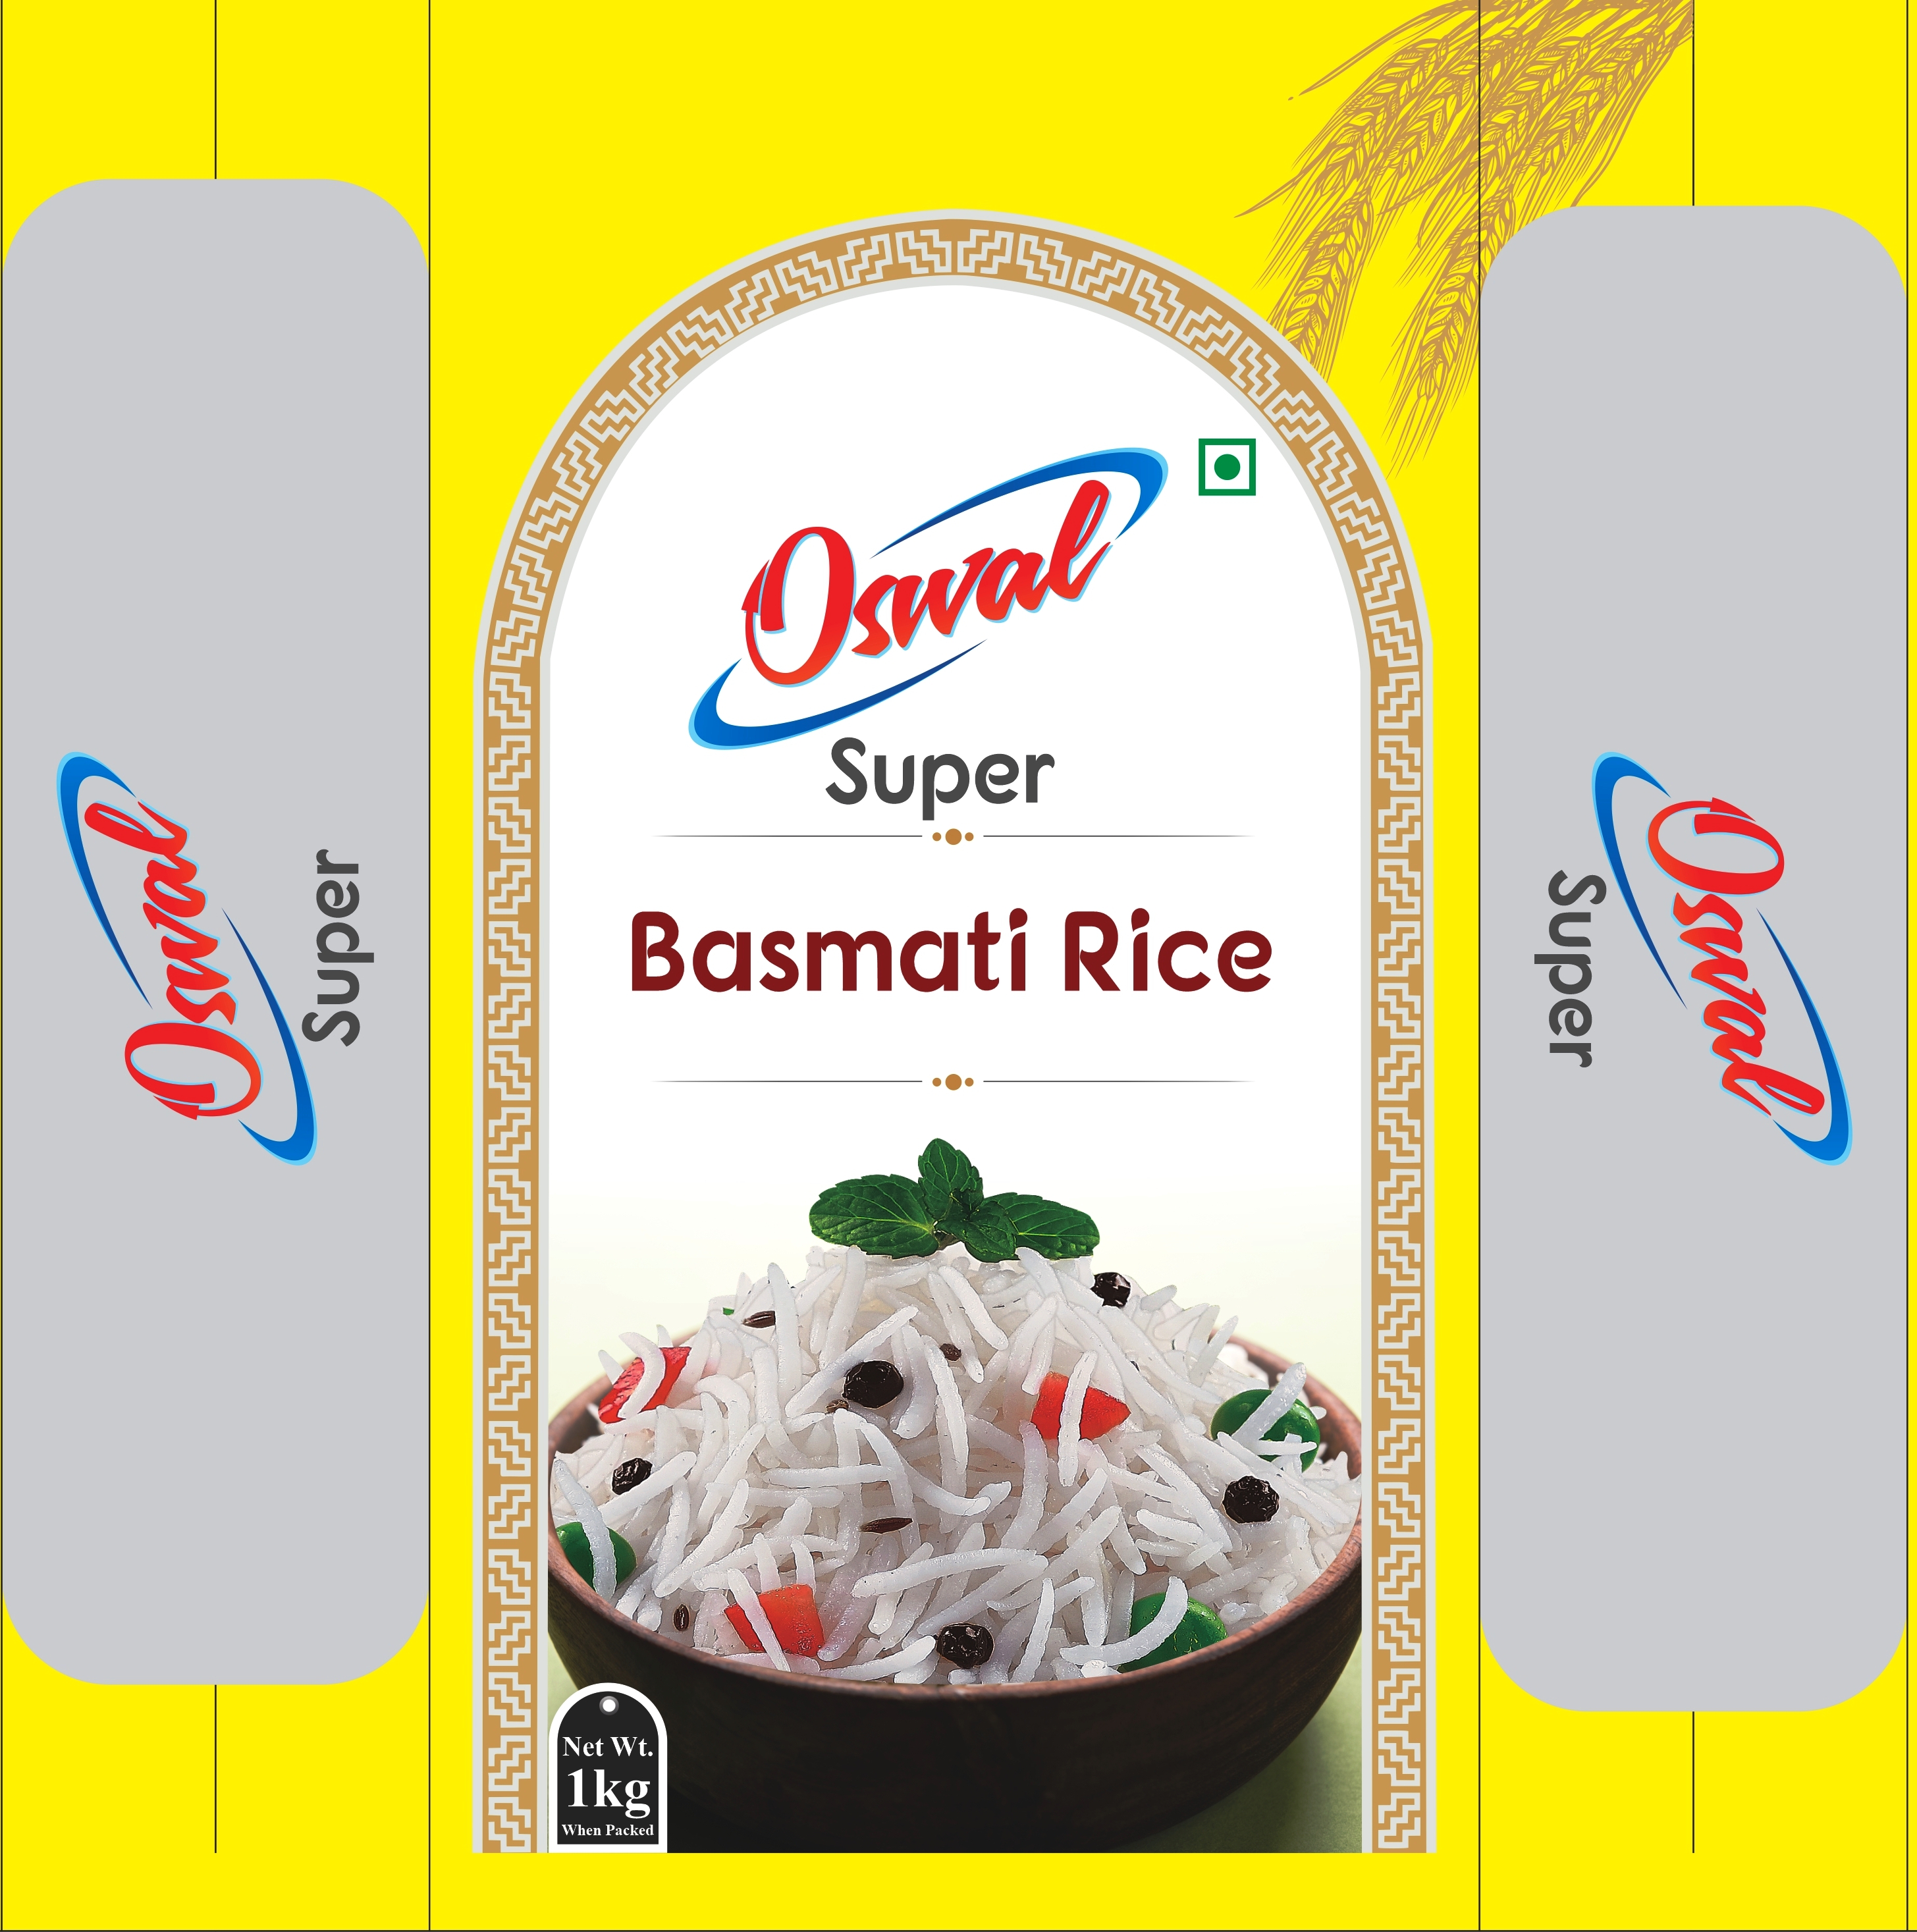 Oswal
Super
Oswal
Super
Basmati Rice
Net Wt.
1kg
When Packed
Oswal
Super